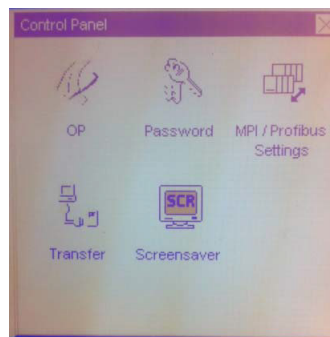 Control Panel
OP
Password
MPI / Profibus
Settings
SCR
Transfer
Screensaver